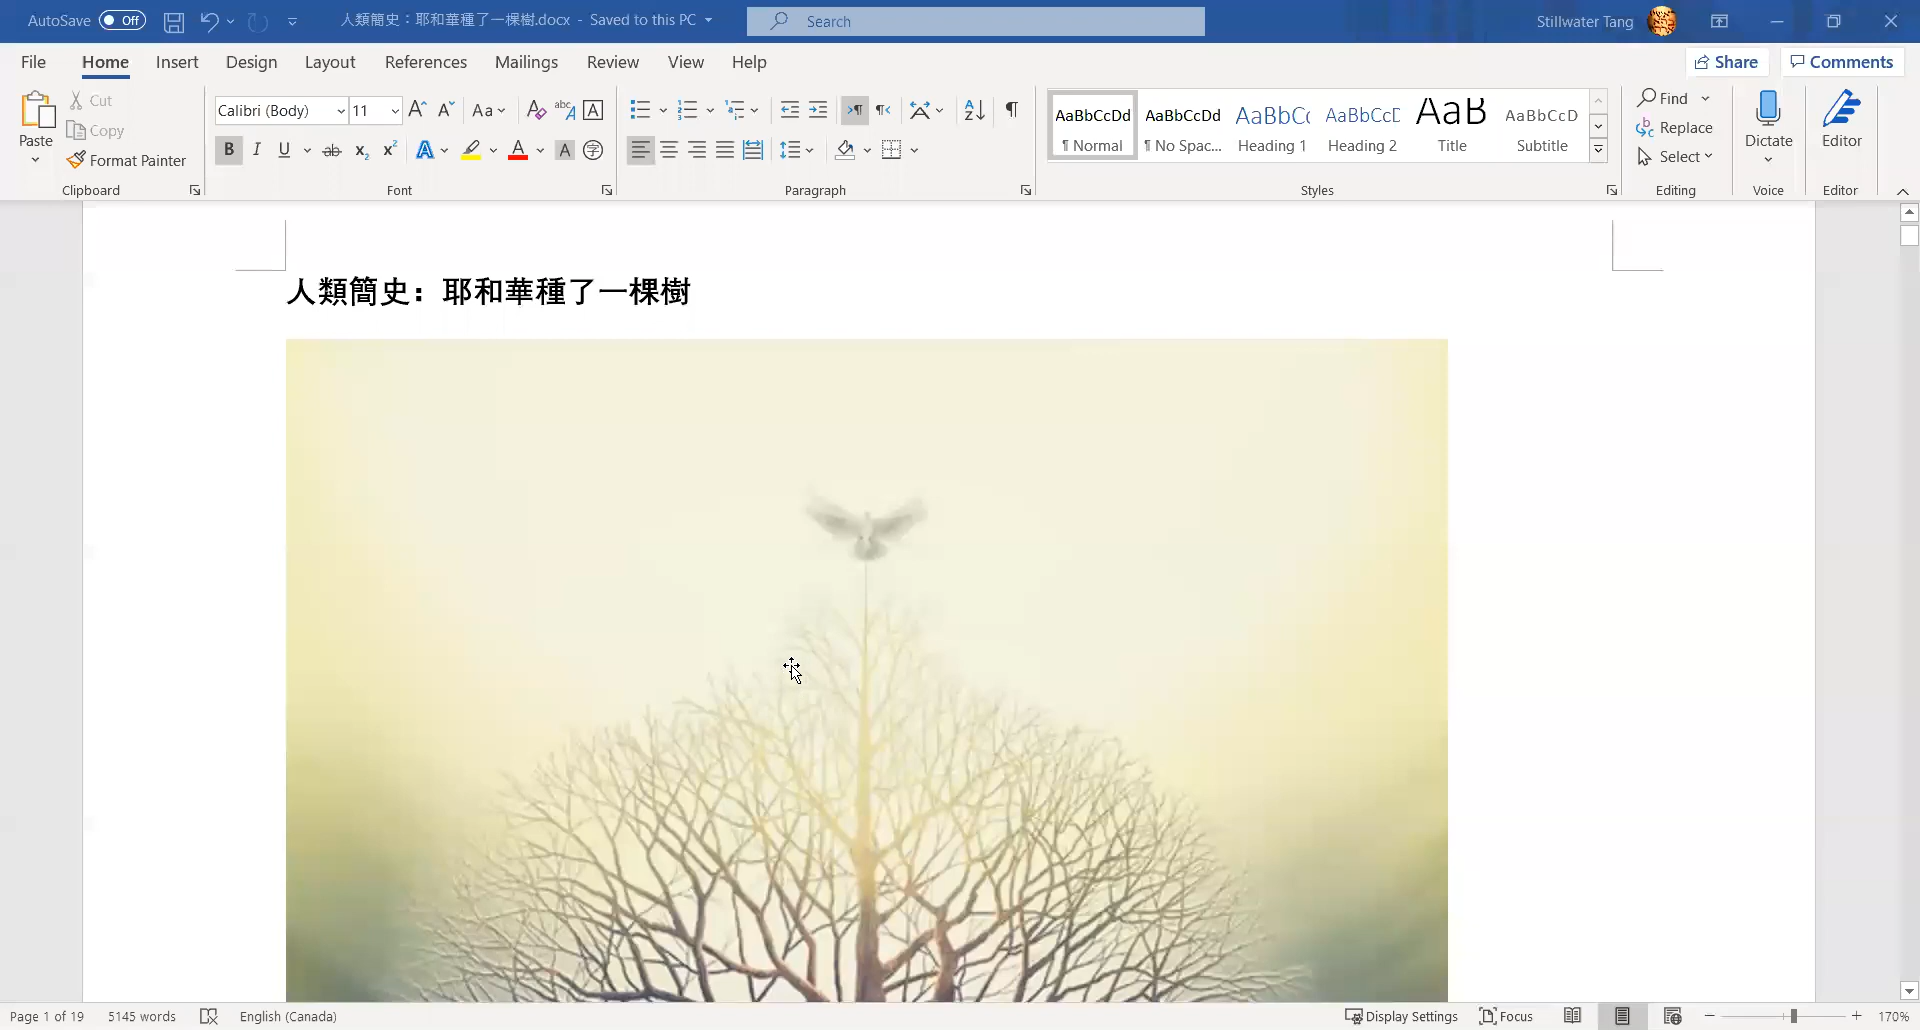 AutoSave Off 人類簡史：耶和華種了一棵樹.docx - Saved to this PC Search Stillwater Tang
File Home Insert Design Layout References Mailings Review View Help Share Comments
Paste
Cut
Copy
Format Painter
Clipboard
Calibri (Body) 11
Font
Paragraph
AaBbCcDd AaBbCcDd AaBbCc AaBbCcD AaB AaBbCcD
¶ Normal ¶ No Spac... Heading 1 Heading 2 Title Subtitle
Styles
Find
Replace
Select
Editing
Dictate
Voice
Editor
Editor
人類簡史：耶和華種了一棵樹
Page 1 of 19 5145 words English (Canada) Display Settings Focus 170%